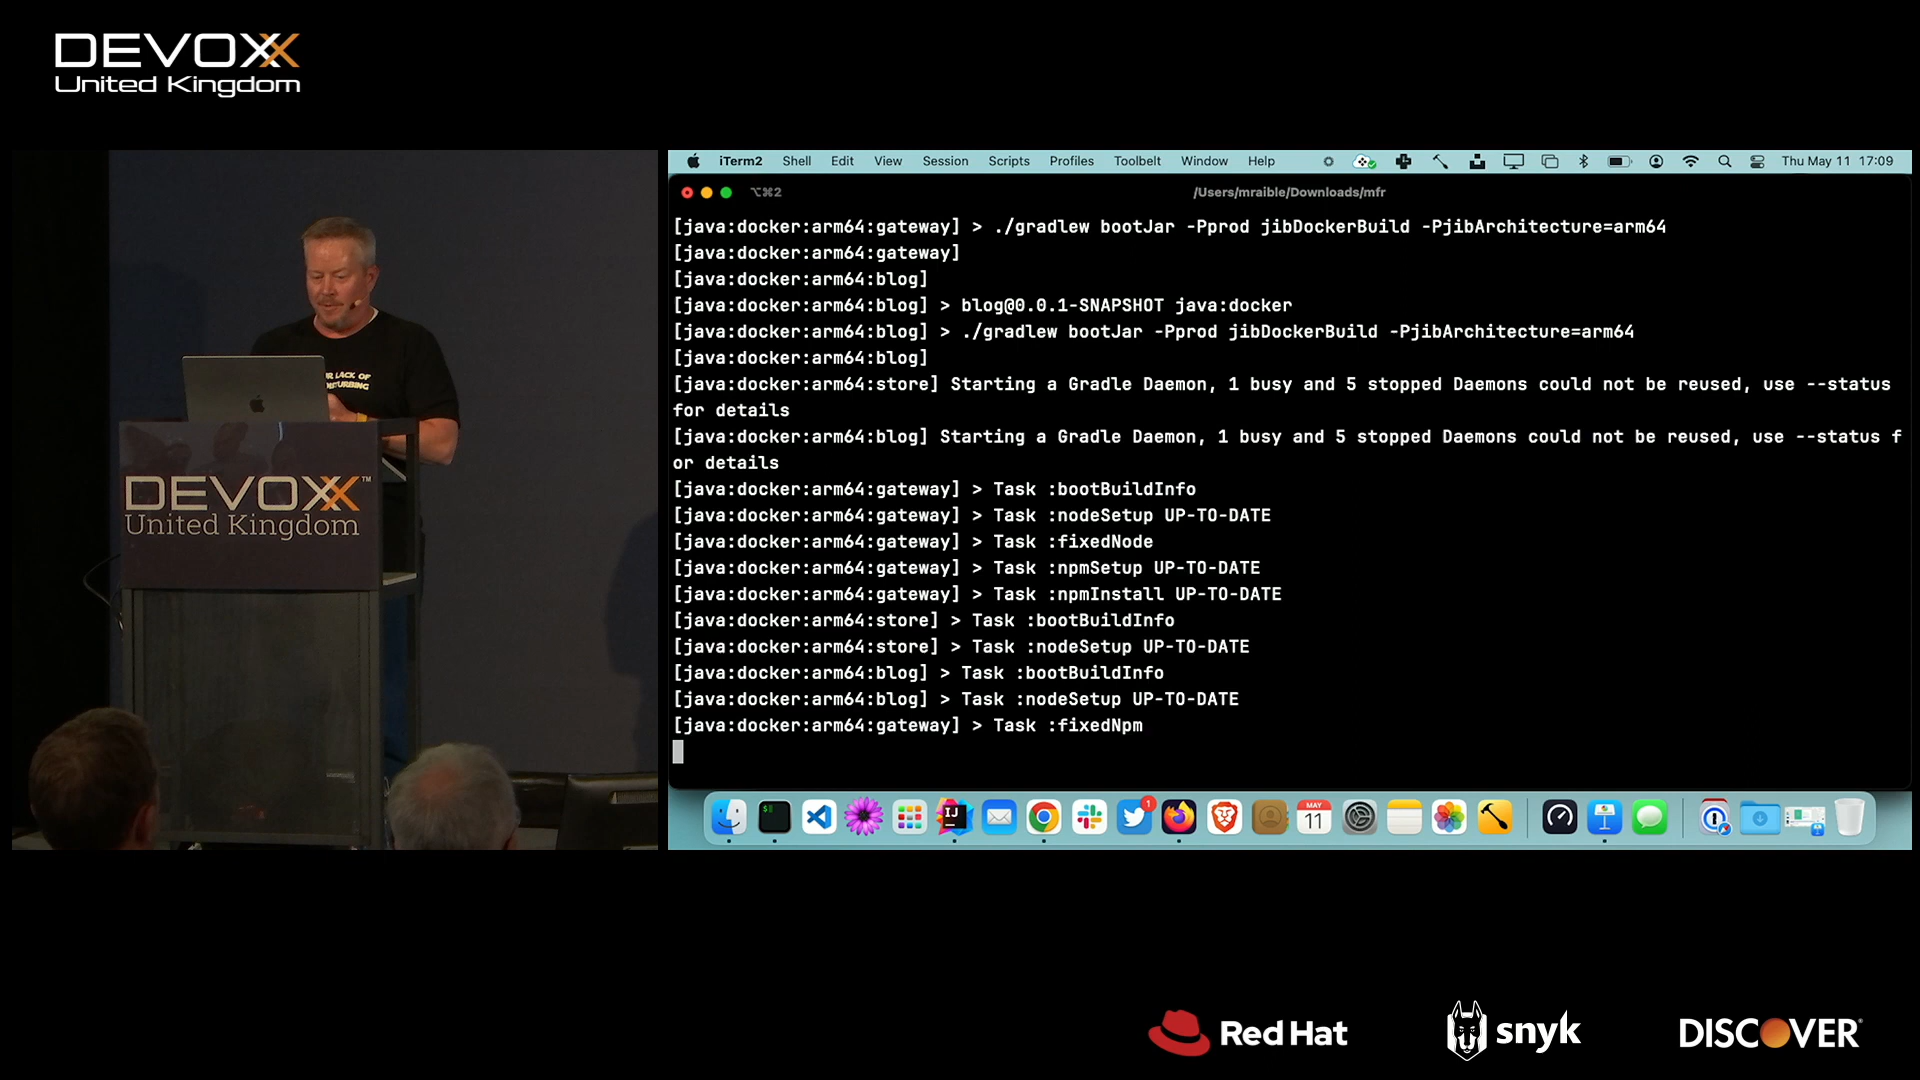 DEVOXX
United Kingdom
iTerm2 Shell Edit View Session Scripts Profiles Toolbelt Window Help Thu May 11 17:09
⌥⌘2 /Users/mraible/Downloads/mfr
[java:docker:arm64:gateway] > ./gradlew bootJar -Pprod jibDockerBuild -PjibArchitecture=arm64
[java:docker:arm64:gateway]
[java:docker:arm64:blog]
[java:docker:arm64:blog] > blog@0.0.1-SNAPSHOT java:docker
[java:docker:arm64:blog] > ./gradlew bootJar -Pprod jibDockerBuild -PjibArchitecture=arm64
[java:docker:arm64:blog]
[java:docker:arm64:store] Starting a Gradle Daemon, 1 busy and 5 stopped Daemons could not be reused, use --status
for details
[java:docker:arm64:blog] Starting a Gradle Daemon, 1 busy and 5 stopped Daemons could not be reused, use --status f
or details
[java:docker:arm64:gateway] > Task :bootBuildInfo
[java:docker:arm64:gateway] > Task :nodeSetup UP-TO-DATE
[java:docker:arm64:gateway] > Task :fixedNode
[java:docker:arm64:gateway] > Task :npmSetup UP-TO-DATE
[java:docker:arm64:gateway] > Task :npmInstall UP-TO-DATE
[java:docker:arm64:store] > Task :bootBuildInfo
[java:docker:arm64:store] > Task :nodeSetup UP-TO-DATE
[java:docker:arm64:blog] > Task :bootBuildInfo
[java:docker:arm64:blog] > Task :nodeSetup UP-TO-DATE
[java:docker:arm64:gateway] > Task :fixedNpm
LACK OF
DEVOXX™
United Kingdom
$
IJ
1
MAY
11
Red Hat
snyk
DISCOVER